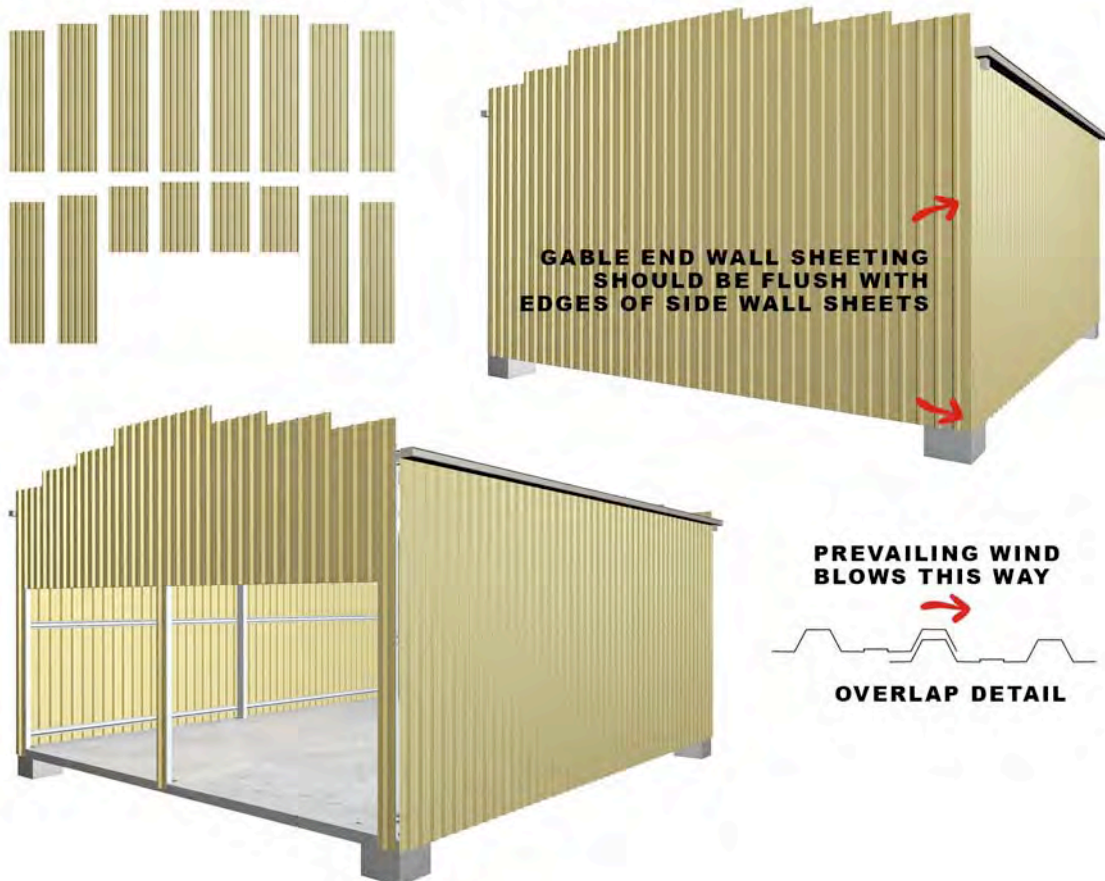 GABLE END WALL SHEETING
SHOULD BE FLUSH WITH
EDGES OF SIDE WALL SHEETS
PREVAILING WIND
BLOWS THIS WAY
OVERLAP DETAIL